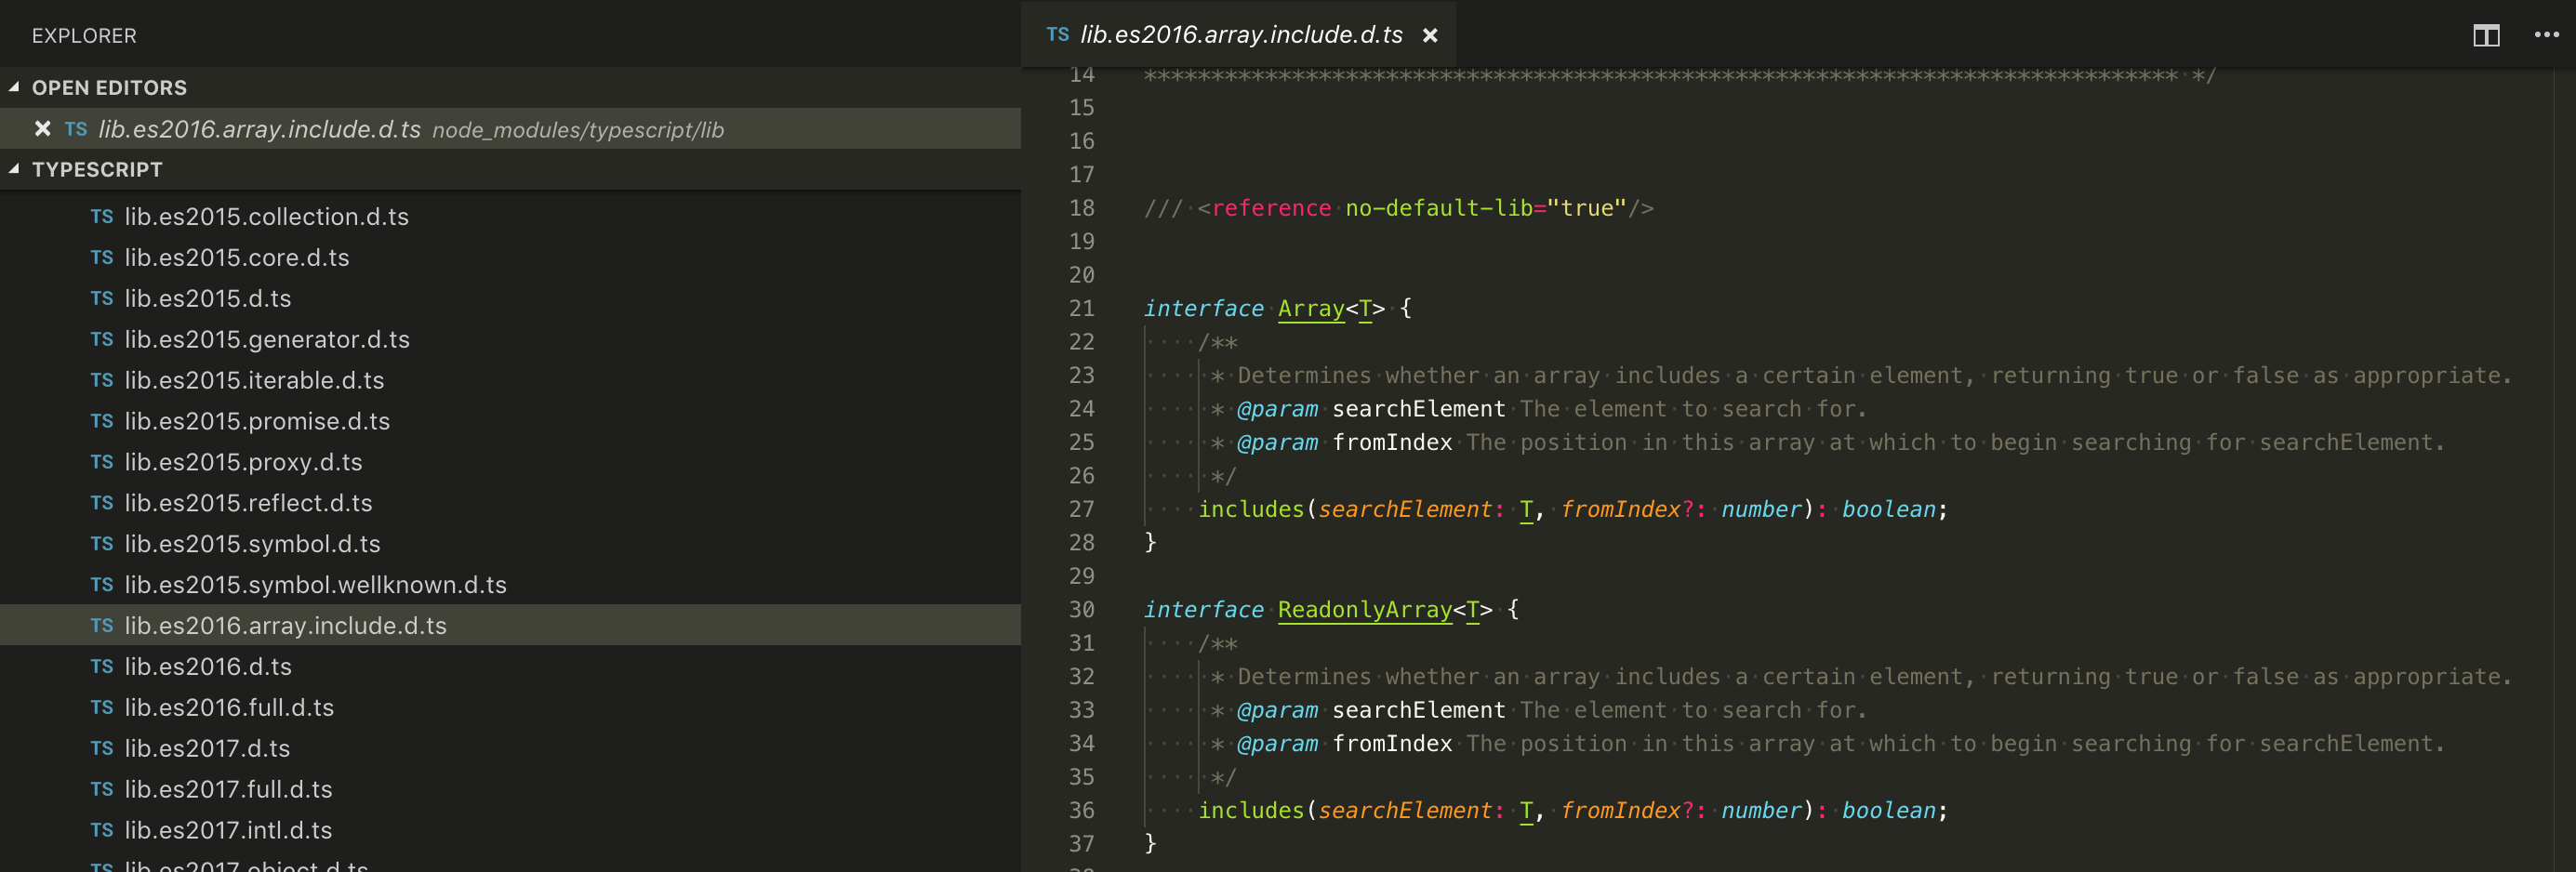 EXPLORER
OPEN EDITORS
TS lib.es2016.array.include.d.ts node_modules/typescript/lib
TYPESCRIPT
TS lib.es2015.collection.d.ts
TS lib.es2015.core.d.ts
TS lib.es2015.d.ts
TS lib.es2015.generator.d.ts
TS lib.es2015.iterable.d.ts
TS lib.es2015.promise.d.ts
TS lib.es2015.proxy.d.ts
TS lib.es2015.reflect.d.ts
TS lib.es2015.symbol.d.ts
TS lib.es2015.symbol.wellknown.d.ts
TS lib.es2016.array.include.d.ts
TS lib.es2016.d.ts
TS lib.es2016.full.d.ts
TS lib.es2017.d.ts
TS lib.es2017.full.d.ts
TS lib.es2017.intl.d.ts
TS lib.es2017.object.d.ts
TS lib.es2016.array.include.d.ts
14 ***************************************************************************** */
15
16
17
18 /// <reference no-default-lib="true"/>
19
20
21 interface Array<T> {
22     /**
23      * Determines whether an array includes a certain element, returning true or false as appropriate.
24      * @param searchElement The element to search for.
25      * @param fromIndex The position in this array at which to begin searching for searchElement.
26      */
27     includes(searchElement: T, fromIndex?: number): boolean;
28 }
29
30 interface ReadonlyArray<T> {
31     /**
32      * Determines whether an array includes a certain element, returning true or false as appropriate.
33      * @param searchElement The element to search for.
34      * @param fromIndex The position in this array at which to begin searching for searchElement.
35      */
36     includes(searchElement: T, fromIndex?: number): boolean;
37 }
38